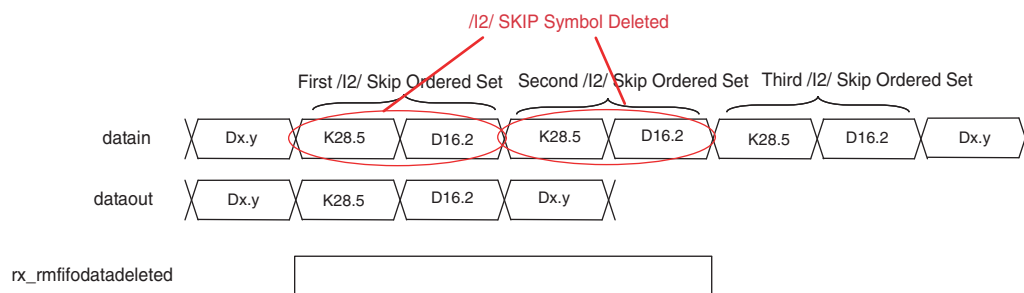 /I2/ SKIP Symbol Deleted
First /I2/ Skip Ordered Set Second /I2/ Skip Ordered Set Third /I2/ Skip Ordered Set
datain Dx.y K28.5 D16.2 K28.5 D16.2 K28.5 D16.2 Dx.y
dataout Dx.y K28.5 D16.2 Dx.y
rx_rmfifodatadeleted